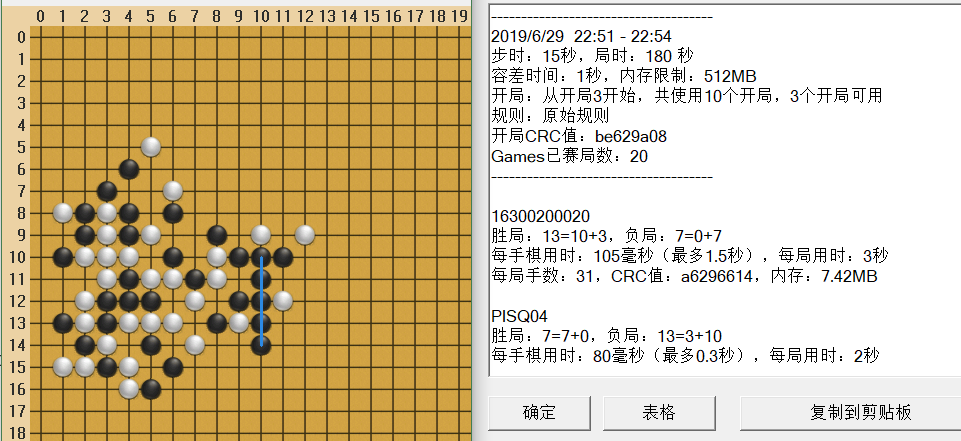 0 1 2 3 4 5 6 7 8 9 10 11 12 13 14 15 16 17 18 19
0
1
2
3
4
5
6
7
8
9
10
11
12
13
14
15
16
17
18
-----------------------------------
2019/6/29 22:51 - 22:54
步时：15秒，局时：180 秒
容差时间：1秒，内存限制：512MB
开局：从开局3开始，共使用10个开局，3个开局可用
规则：原始规则
开局CRC值：be629a08
Games已赛局数：20
-----------------------------------
16300200020
胜局：13=10+3，负局：7=0+7
每手棋用时：105毫秒（最多1.5秒），每局用时：3秒
每局手数：31，CRC值：a6296614，内存：7.42MB
PISQ04
胜局：7=7+0，负局：13=3+10
每手棋用时：80毫秒（最多0.3秒），每局用时：2秒
确定
表格
复制到剪贴板